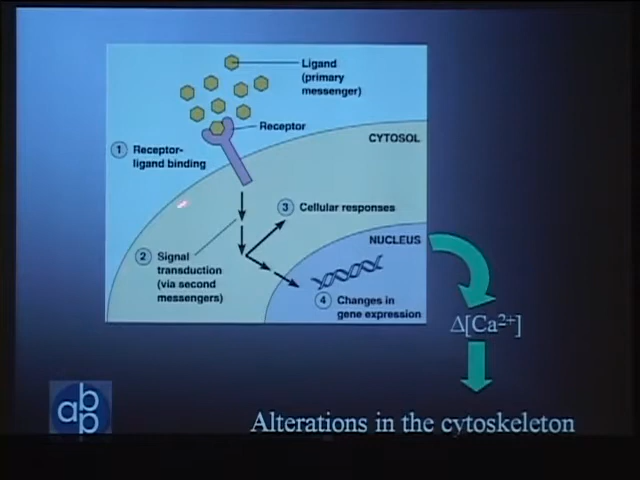 Ligand
(primary
messenger)
Receptor
CYTOSOL
1 Receptor-
ligand binding
3 Cellular responses
NUCLEUS
2 Signal
transduction
(via second
messengers)
4 Changes in
gene expression
Δ[Ca²⁺]
abp
Alterations in the cytoskeleton